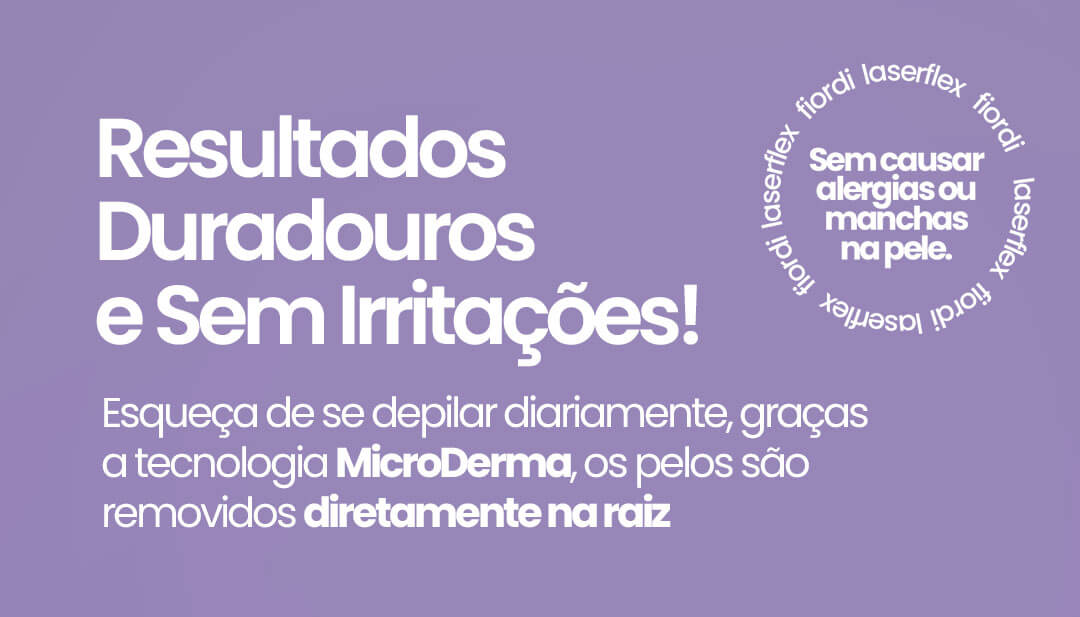 Resultados
Duradouros
e Sem Irritações!
Esqueça de se depilar diariamente, graças
a tecnologia MicroDerma, os pelos são
removidos diretamente na raiz
fiordi laserflex fiordi laserflex fiordi laserflex fiordi laserflex
Sem causar
alergias ou
manchas
na pele.